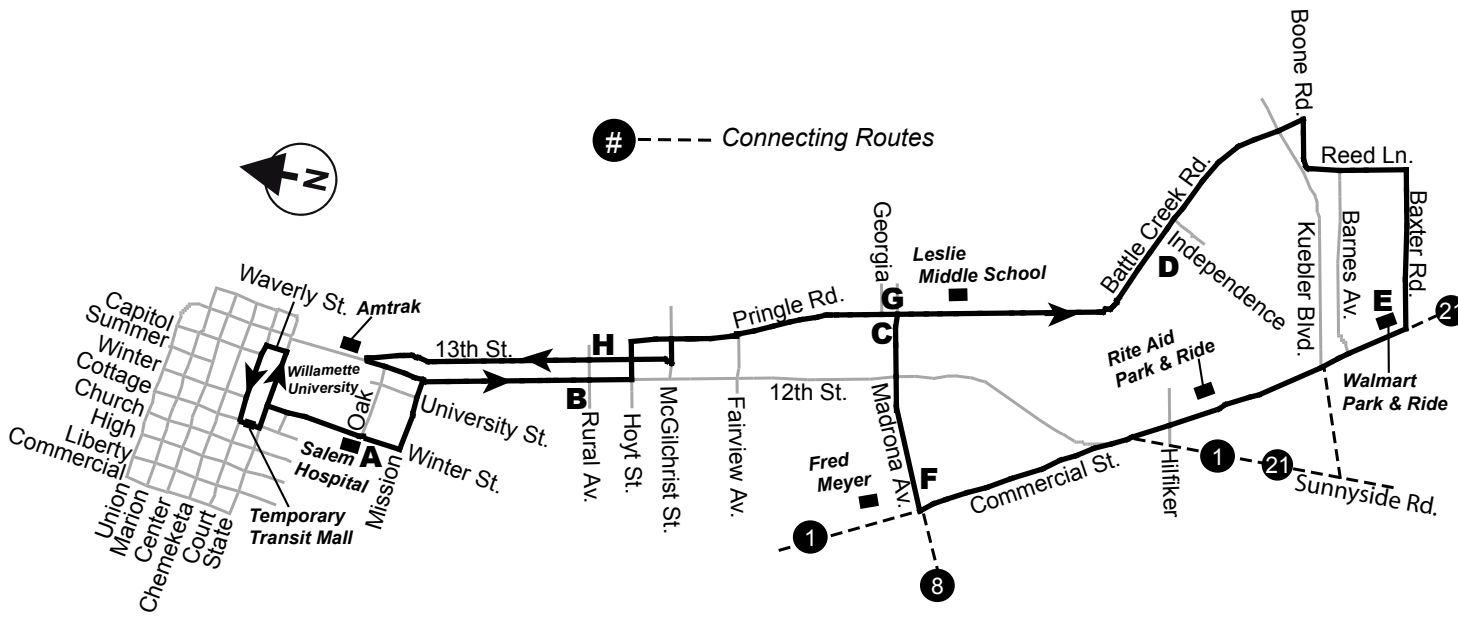 #
Connecting Routes
N
Boone Rd.
Reed Ln.
Baxter Rd.
Battle Creek Rd.
Independence
D
Kuebler Blvd.
Barnes Av.
E
21
Walmart
Park & Ride
Rite Aid
Park & Ride
Georgia
Leslie
Middle School
G
C
Pringle Rd.
Waverly St.
Amtrak
Capitol
Summer
Winter
Cottage
Church
High
Liberty
Commercial
Willamette
University
13th St.
H
B
12th St.
Oak
University St.
Rural Av.
Hoyt St.
McGilchrist St.
Fairview Av.
Madrona Av.
Salem
Hospital
A
Mission
Winter St.
Fred
Meyer
F
Commercial St.
Hilfiker
1
21
Sunnyside Rd.
Union
Marion
Center
Chemeketa
Court
State
Temporary
Transit Mall
1
8